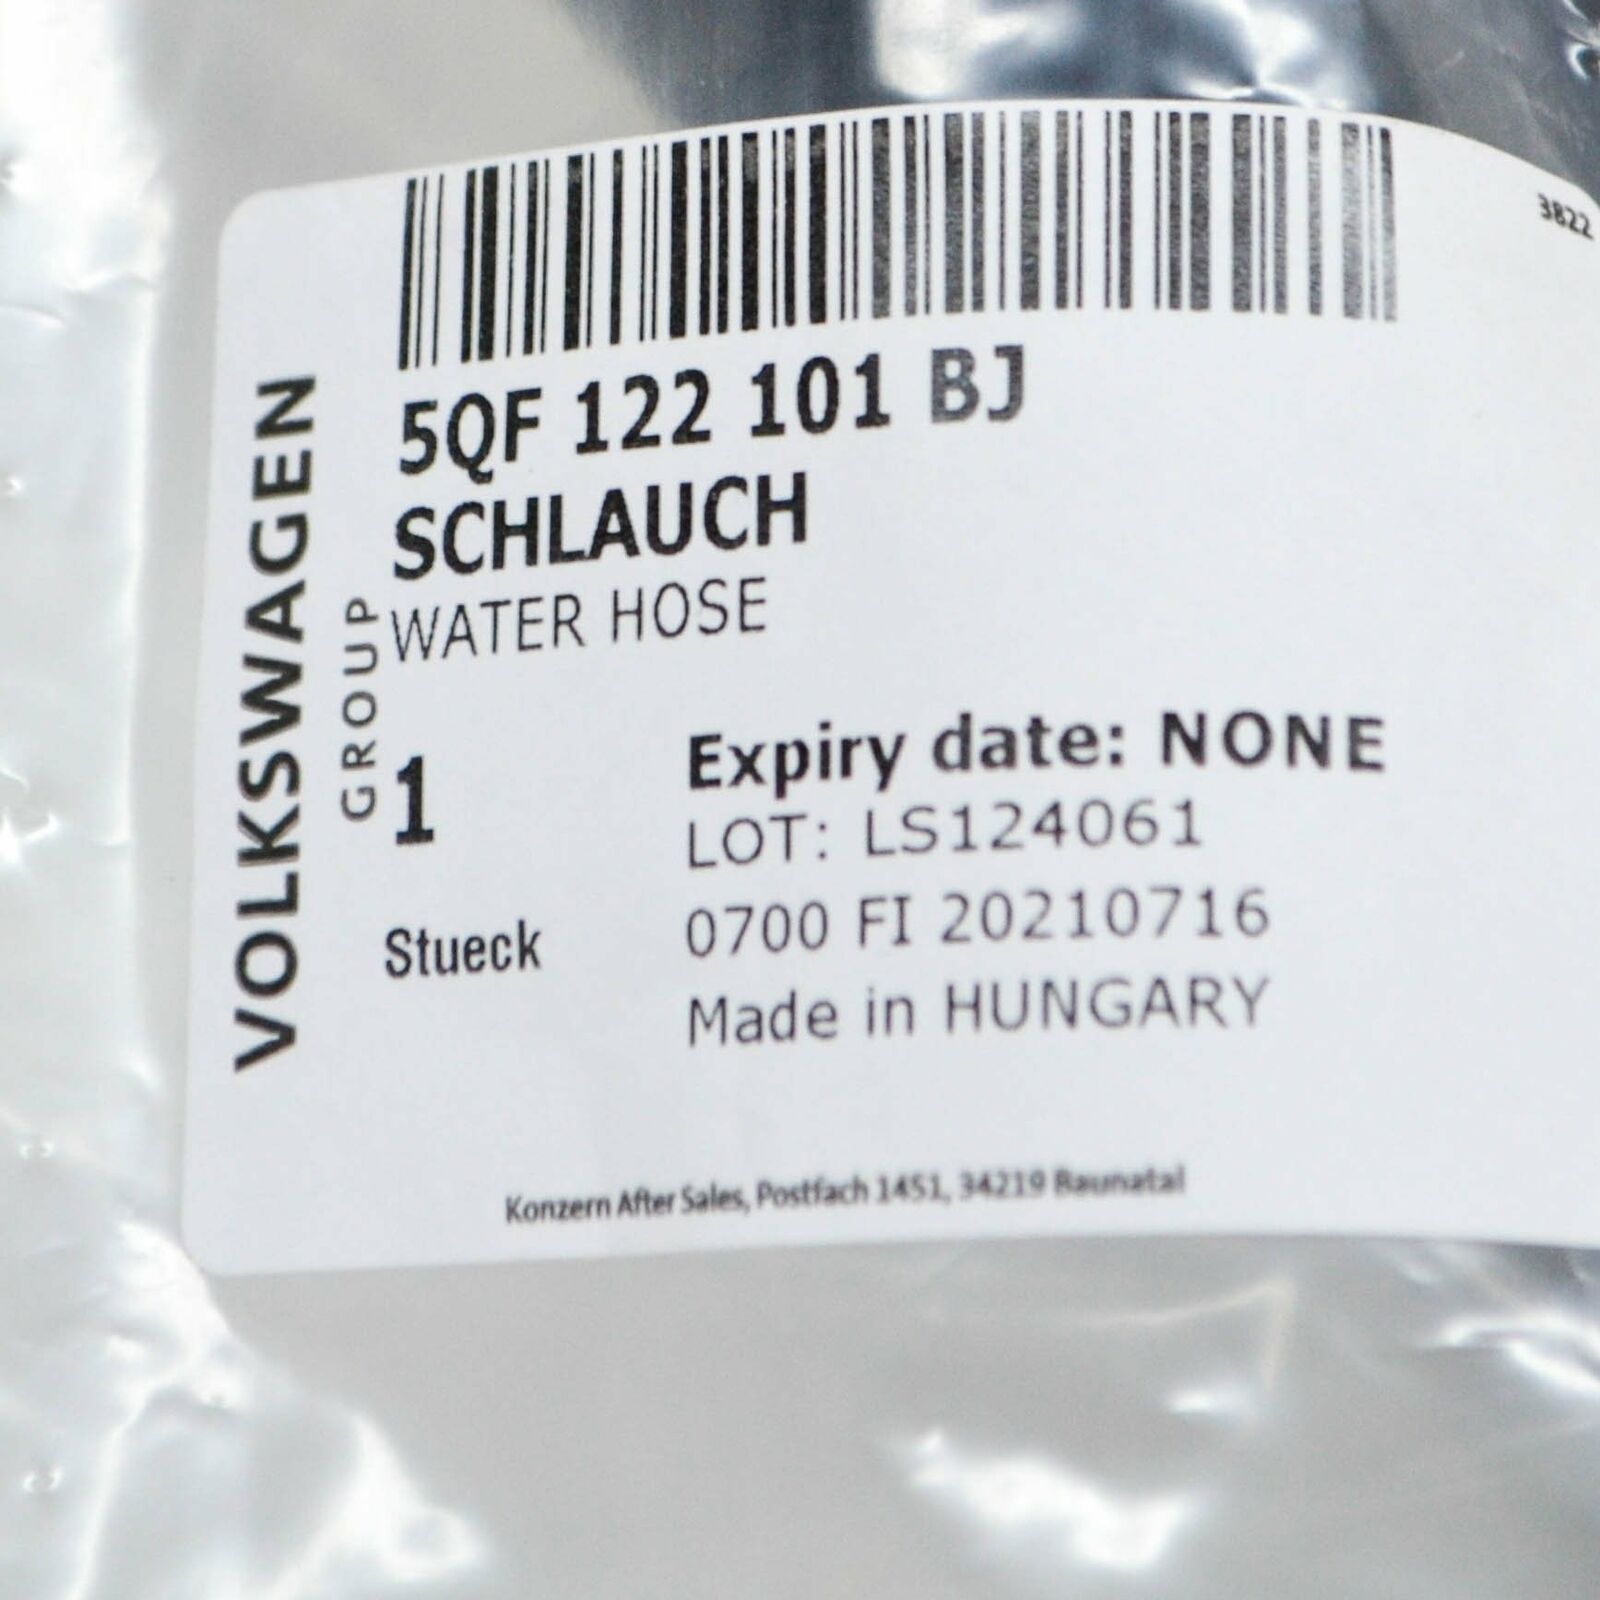 3822
5QF 122 101 BJ
SCHLAUCH
WATER HOSE
VOLKSWAGEN
GROUP
1
Stueck
Expiry date: NONE
LOT: LS124061
0700 FI 20210716
Made in HUNGARY
Konzern After Sales, Postfach 1451, 34219 Baunatal